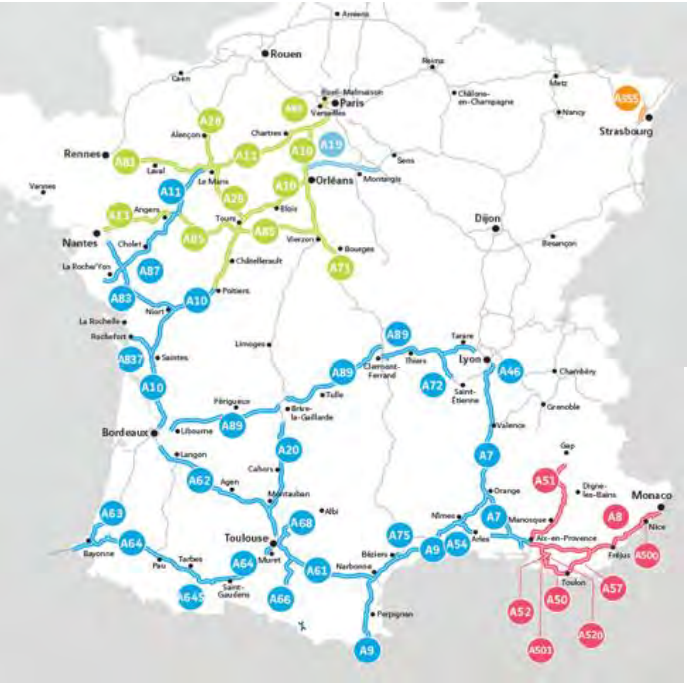 Amiens
Rouen
Reims
Caen
Metz
Rueil-Malmaison
Paris
Versailles
Châlons-
en-Champagne
A355
Nancy
Strasbourg
A28
Alençon
Chartres
A11
A10
A19
Sens
Rennes
A81
Laval
Le Mans
Montargis
Orléans
Vannes
A11
A28
A10
Blois
Angers
A11
Tours
Dijon
Nantes
Cholet
A85
A85
Vierzon
Bourges
Besançon
La Roche/Yon
A87
Châtellerault
A71
A83
A10
Poitiers
Niort
La Rochelle
Rochefort
Limoges
A89
Tarare
A837
Saintes
Clermont-
Ferrand
Thiers
Lyon
A46
A10
A89
A72
Saint-
Étienne
Chambéry
Périgueux
Tulle
Brive-
la-Gaillarde
Grenoble
Bordeaux
Libourne
A89
Valence
Langon
A20
A7
Gap
Cahors
A62
Agen
A51
Digne-
les-Bains
Monaco
Montauban
Orange
Albi
Nîmes
A7
Manosque
A8
A63
A68
Nice
Toulouse
A75
Arles
Aix-en-Provence
A64
Bayonne
Béziers
A9
A54
Fréjus
A500
Pau
Tarbes
A64
Muret
A61
Narbonne
Toulon
A57
A645
Saint-
Gaudens
A66
A50
A52
Perpignan
A520
A9
A501